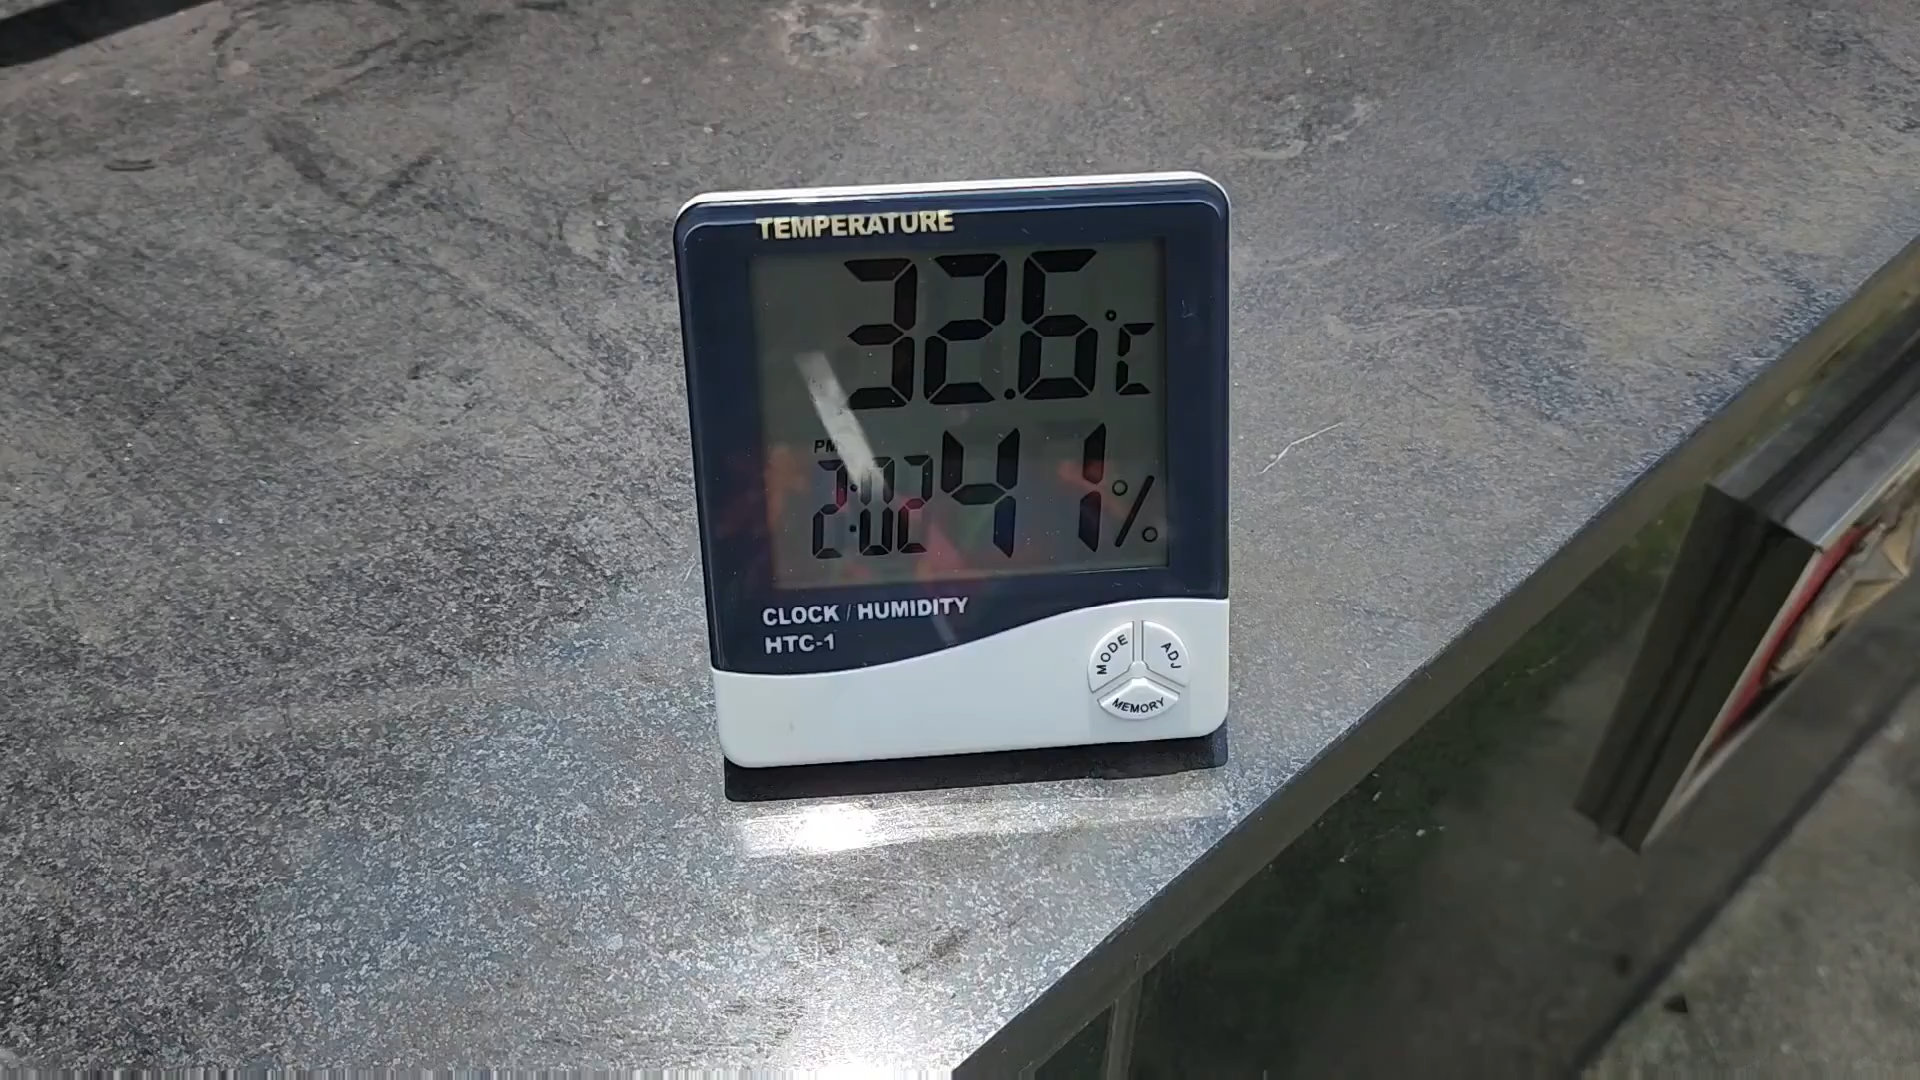 TEMPERATURE
32.6°C
PM
2:02 41%
CLOCK / HUMIDITY
HTC-1
MODE ADJ
MEMORY